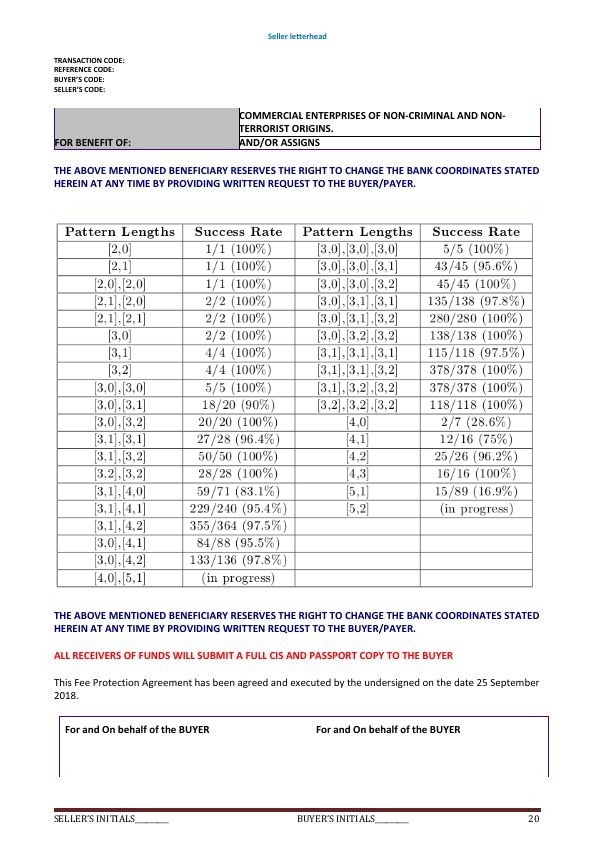 Seller letterhead
TRANSACTION CODE:
REFERENCE CODE:
BUYER'S CODE:
SELLER'S CODE:
COMMERCIAL ENTERPRISES OF NON-CRIMINAL AND NON-
TERRORIST ORIGINS.
FOR BENEFIT OF: AND/OR ASSIGNS
THE ABOVE MENTIONED BENEFICIARY RESERVES THE RIGHT TO CHANGE THE BANK COORDINATES STATED
HEREIN AT ANY TIME BY PROVIDING WRITTEN REQUEST TO THE BUYER/PAYER.
Pattern Lengths Success Rate Pattern Lengths Success Rate
[2,0] 1/1 (100%) [3,0],[3,0],[3,0] 5/5 (100%)
[2,1] 1/1 (100%) [3,0],[3,0],[3,1] 43/45 (95.6%)
[2,0],[2,0] 1/1 (100%) [3,0],[3,0],[3,2] 45/45 (100%)
[2,1],[2,0] 2/2 (100%) [3,0],[3,1],[3,1] 135/138 (97.8%)
[2,1],[2,1] 2/2 (100%) [3,0],[3,1],[3,2] 280/280 (100%)
[3,0] 2/2 (100%) [3,0],[3,2],[3,2] 138/138 (100%)
[3,1] 4/4 (100%) [3,1],[3,1],[3,1] 115/118 (97.5%)
[3,2] 4/4 (100%) [3,1],[3,1],[3,2] 378/378 (100%)
[3,0],[3,0] 5/5 (100%) [3,1],[3,2],[3,2] 378/378 (100%)
[3,0],[3,1] 18/20 (90%) [3,2],[3,2],[3,2] 118/118 (100%)
[3,0],[3,2] 20/20 (100%) [4,0] 2/7 (28.6%)
[3,1],[3,1] 27/28 (96.4%) [4,1] 12/16 (75%)
[3,1],[3,2] 50/50 (100%) [4,2] 25/26 (96.2%)
[3,2],[3,2] 28/28 (100%) [4,3] 16/16 (100%)
[3,1],[4,0] 59/71 (83.1%) [5,1] 15/89 (16.9%)
[3,1],[4,1] 229/240 (95.4%) [5,2] (in progress)
[3,1],[4,2] 355/364 (97.5%)
[3,0],[4,1] 84/88 (95.5%)
[3,0],[4,2] 133/136 (97.8%)
[4,0],[5,1] (in progress)
THE ABOVE MENTIONED BENEFICIARY RESERVES THE RIGHT TO CHANGE THE BANK COORDINATES STATED
HEREIN AT ANY TIME BY PROVIDING WRITTEN REQUEST TO THE BUYER/PAYER.
ALL RECEIVERS OF FUNDS WILL SUBMIT A FULL CIS AND PASSPORT COPY TO THE BUYER
This Fee Protection Agreement has been agreed and executed by the undersigned on the date 25 September
2018.
For and On behalf of the BUYER For and On behalf of the BUYER
SELLER'S INITIALS________ BUYER'S INITIALS________ 20